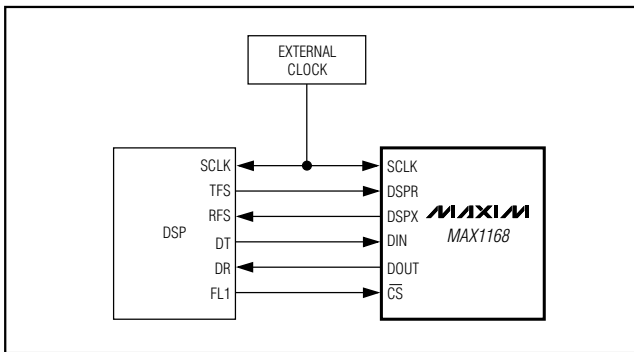 EXTERNAL
CLOCK
SCLK
TFS
RFS
DSP
DT
DR
FL1
SCLK
DSPR
DSPX
DIN
DOUT
CS
MAXIM
MAX1168